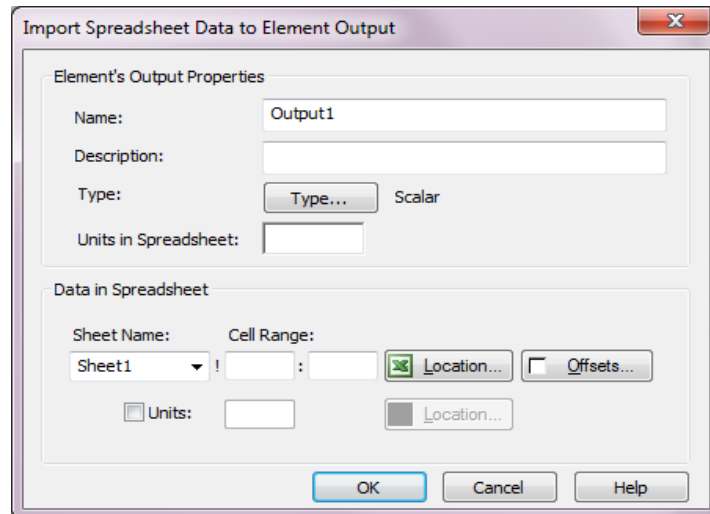 Import Spreadsheet Data to Element Output
Element's Output Properties
Name: Output1
Description:
Type: Type... Scalar
Units in Spreadsheet:
Data in Spreadsheet
Sheet Name: Cell Range:
Sheet1 ! : Location... Offsets...
Units: Location...
OK Cancel Help